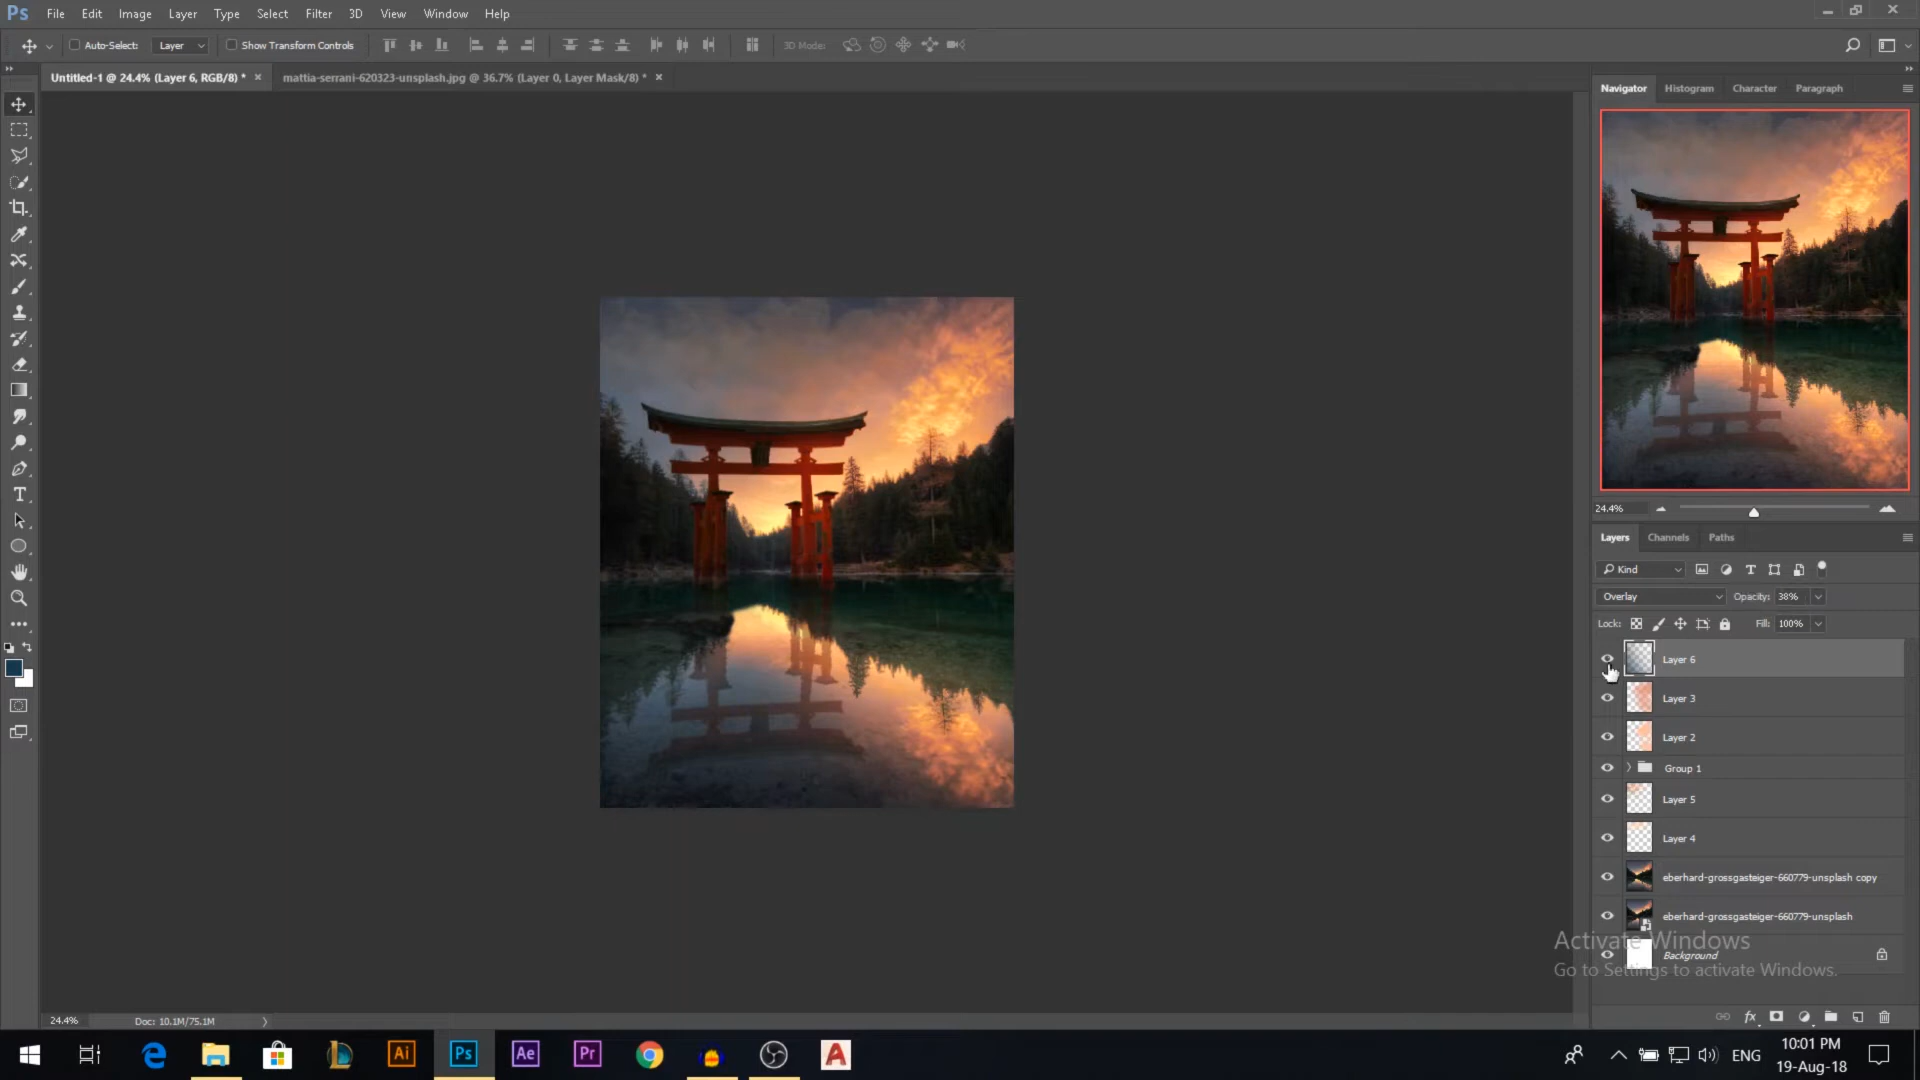 Ps File Edit Image Layer Type Select Filter 3D View Window Help
Auto-Select: Layer Show Transform Controls 3D Mode:
Untitled-1 @ 24.4% (Layer 6, RGB/8) * × mattia-serrani-620323-unsplash.jpg @ 36.7% (Layer 0, Layer Mask/8) * ×
Navigator Histogram Character Paragraph
24.4%
Layers Channels Paths
Kind
Overlay Opacity: 38%
Lock: Fill: 100%
Layer 6
Layer 3
Layer 2
Group 1
Layer 5
Layer 4
eberhard-grossgasteiger-660779-unsplash copy
eberhard-grossgasteiger-660779-unsplash
Background
Activate Windows
Go to Settings to activate Windows.
fx
24.4% Doc: 10.1M/75.1M
Ai Ps Ae Pr
ENG
10:01 PM
19-Aug-18